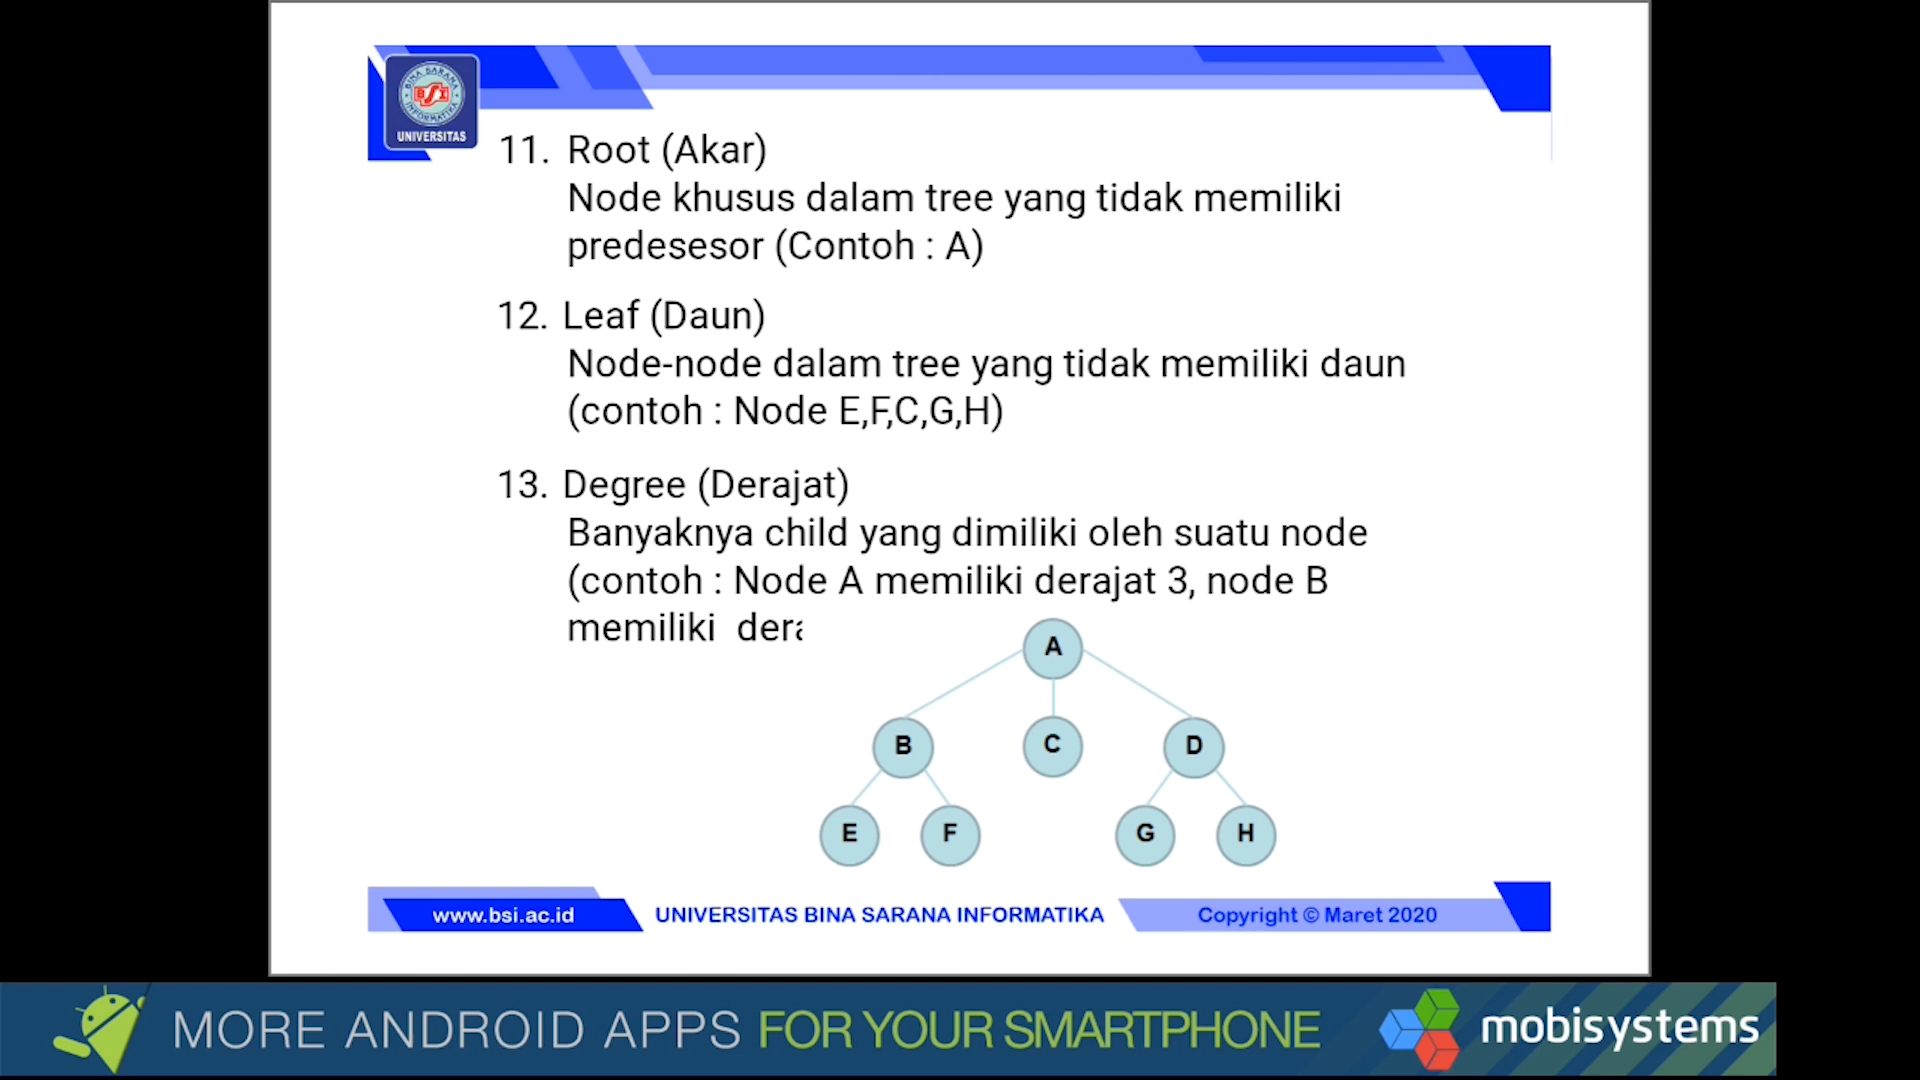 BINA SARANA
BSI
INFORMATIKA
UNIVERSITAS
11. Root (Akar)
Node khusus dalam tree yang tidak memiliki
predesesor (Contoh : A)
12. Leaf (Daun)
Node-node dalam tree yang tidak memiliki daun
(contoh : Node E,F,C,G,H)
13. Degree (Derajat)
Banyaknya child yang dimiliki oleh suatu node
(contoh : Node A memiliki derajat 3, node B
memiliki
A
B C D
E F G H
www.bsi.ac.id UNIVERSITAS BINA SARANA INFORMATIKA Copyright © Maret 2020
MORE ANDROID APPS FOR YOUR SMARTPHONE mobisystems